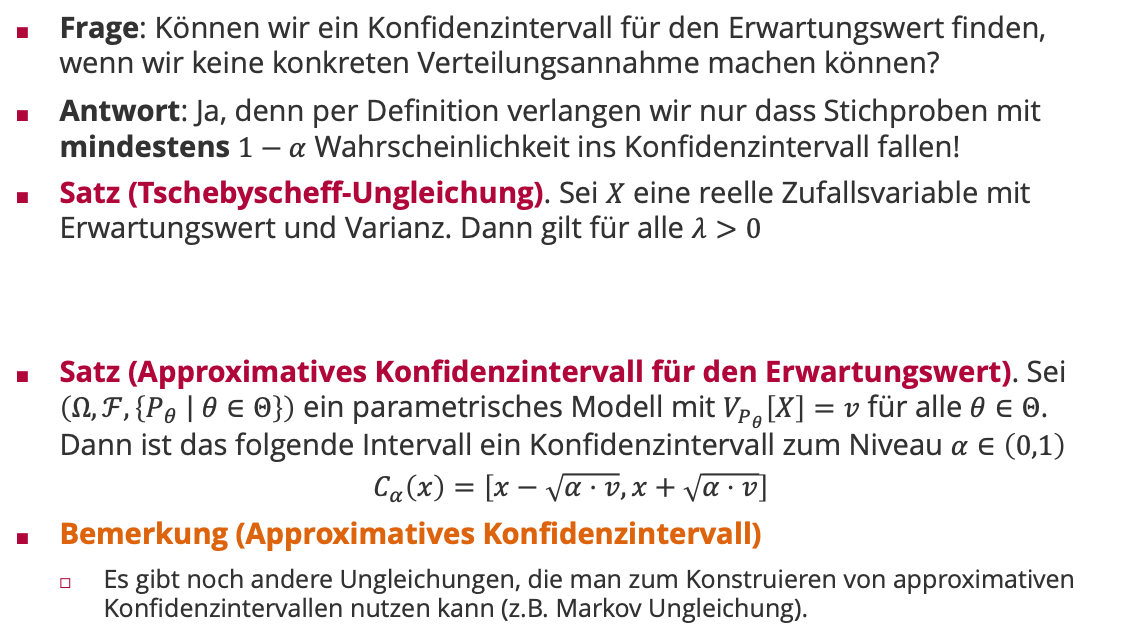 Frage: Können wir ein Konfidenzintervall für den Erwartungswert finden,
wenn wir keine konkreten Verteilungsannahme machen können?
Antwort: Ja, denn per Definition verlangen wir nur dass Stichproben mit
mindestens 1 − α Wahrscheinlichkeit ins Konfidenzintervall fallen!
Satz (Tschebyscheff-Ungleichung). Sei X eine reelle Zufallsvariable mit
Erwartungswert und Varianz. Dann gilt für alle λ > 0
Satz (Approximatives Konfidenzintervall für den Erwartungswert). Sei
(Ω, ℱ, {P_θ | θ ∈ Θ}) ein parametrisches Modell mit V_{P_θ}[X] = v für alle θ ∈ Θ.
Dann ist das folgende Intervall ein Konfidenzintervall zum Niveau α ∈ (0,1)
C_α(x) = [x − √(α · v), x + √(α · v)]
Bemerkung (Approximatives Konfidenzintervall)
Es gibt noch andere Ungleichungen, die man zum Konstruieren von approximativen
Konfidenzintervallen nutzen kann (z.B. Markov Ungleichung).